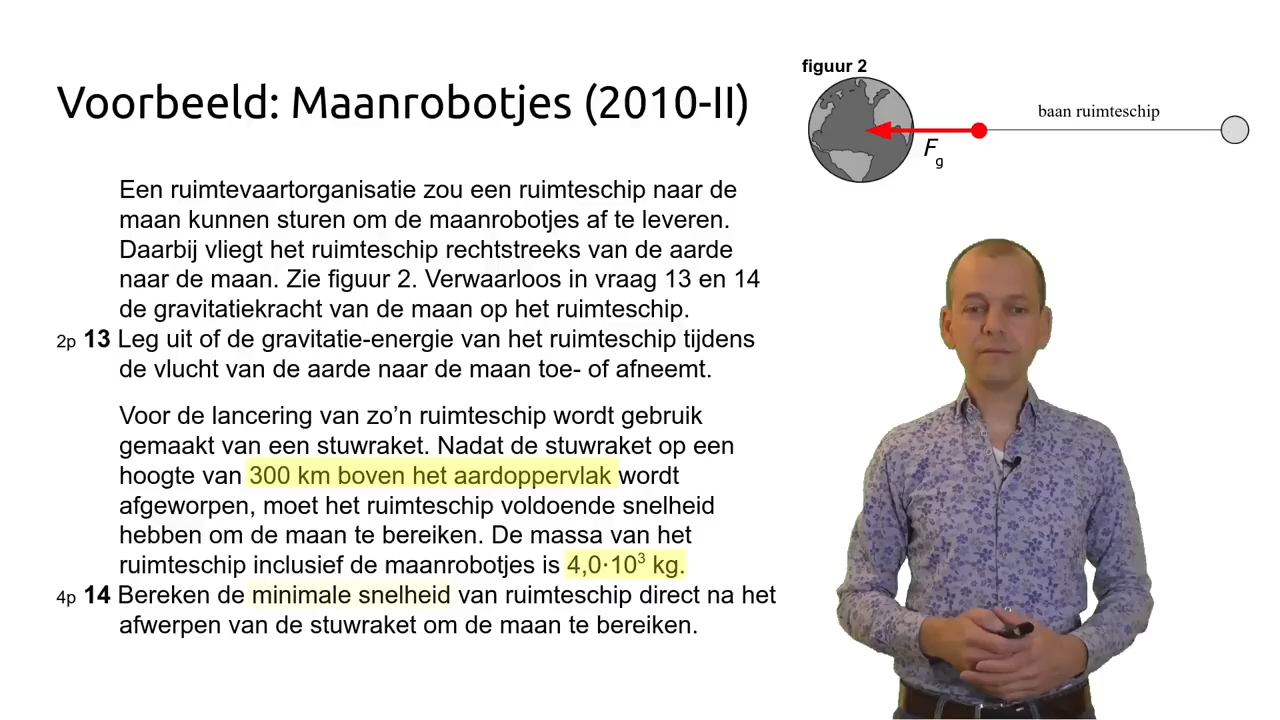 figuur 2
Voorbeeld: Maanrobotjes (2010-II)
baan ruimteschip
Fg
Een ruimtevaartorganisatie zou een ruimteschip naar de
maan kunnen sturen om de maanrobotjes af te leveren.
Daarbij vliegt het ruimteschip rechtstreeks van de aarde
naar de maan. Zie figuur 2. Verwaarloos in vraag 13 en 14
de gravitatiekracht van de maan op het ruimteschip.
2p 13 Leg uit of de gravitatie-energie van het ruimteschip tijdens
de vlucht van de aarde naar de maan toe- of afneemt.
Voor de lancering van zo’n ruimteschip wordt gebruik
gemaakt van een stuwraket. Nadat de stuwraket op een
hoogte van 300 km boven het aardoppervlak wordt
afgeworpen, moet het ruimteschip voldoende snelheid
hebben om de maan te bereiken. De massa van het
ruimteschip inclusief de maanrobotjes is 4,0·10³ kg.
4p 14 Bereken de minimale snelheid van ruimteschip direct na het
afwerpen van de stuwraket om de maan te bereiken.